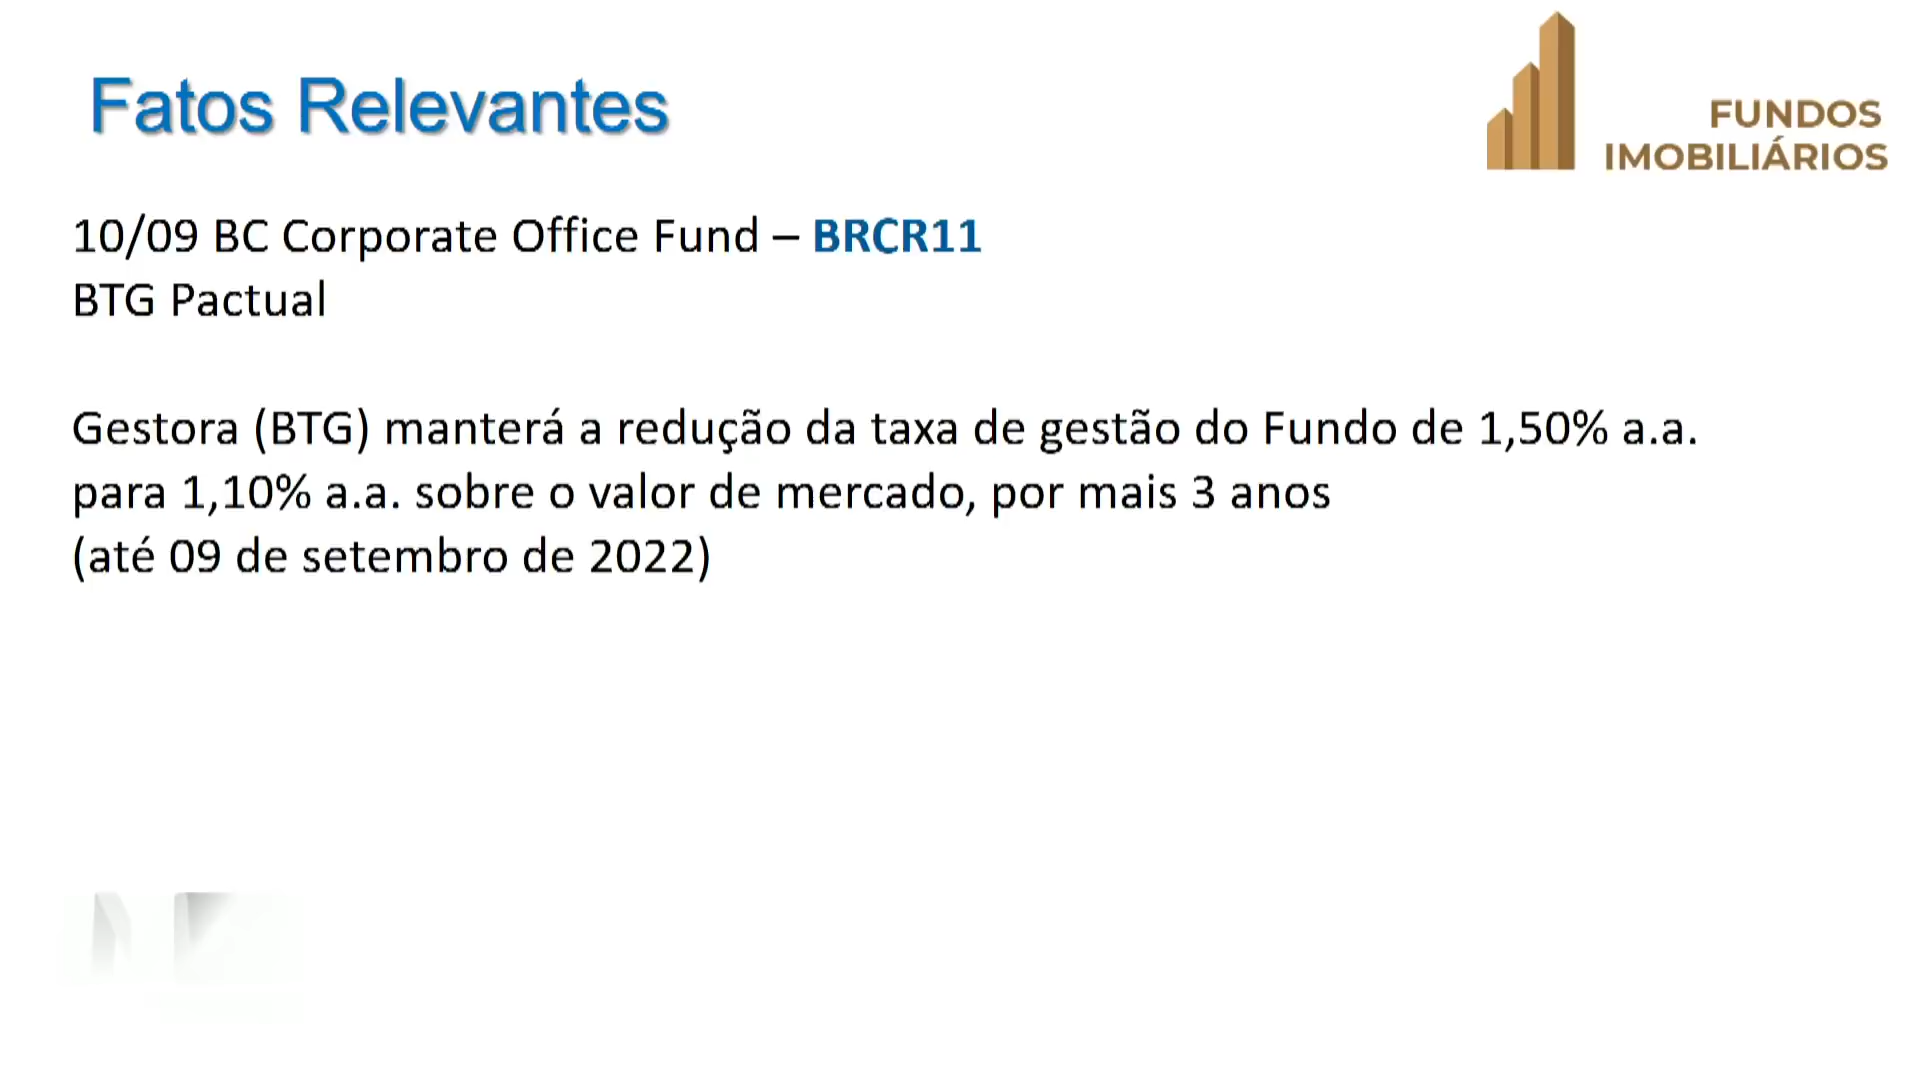 Fatos Relevantes
FUNDOS
IMOBILIÁRIOS
10/09 BC Corporate Office Fund – BRCR11
BTG Pactual
Gestora (BTG) manterá a redução da taxa de gestão do Fundo de 1,50% a.a.
para 1,10% a.a. sobre o valor de mercado, por mais 3 anos
(até 09 de setembro de 2022)